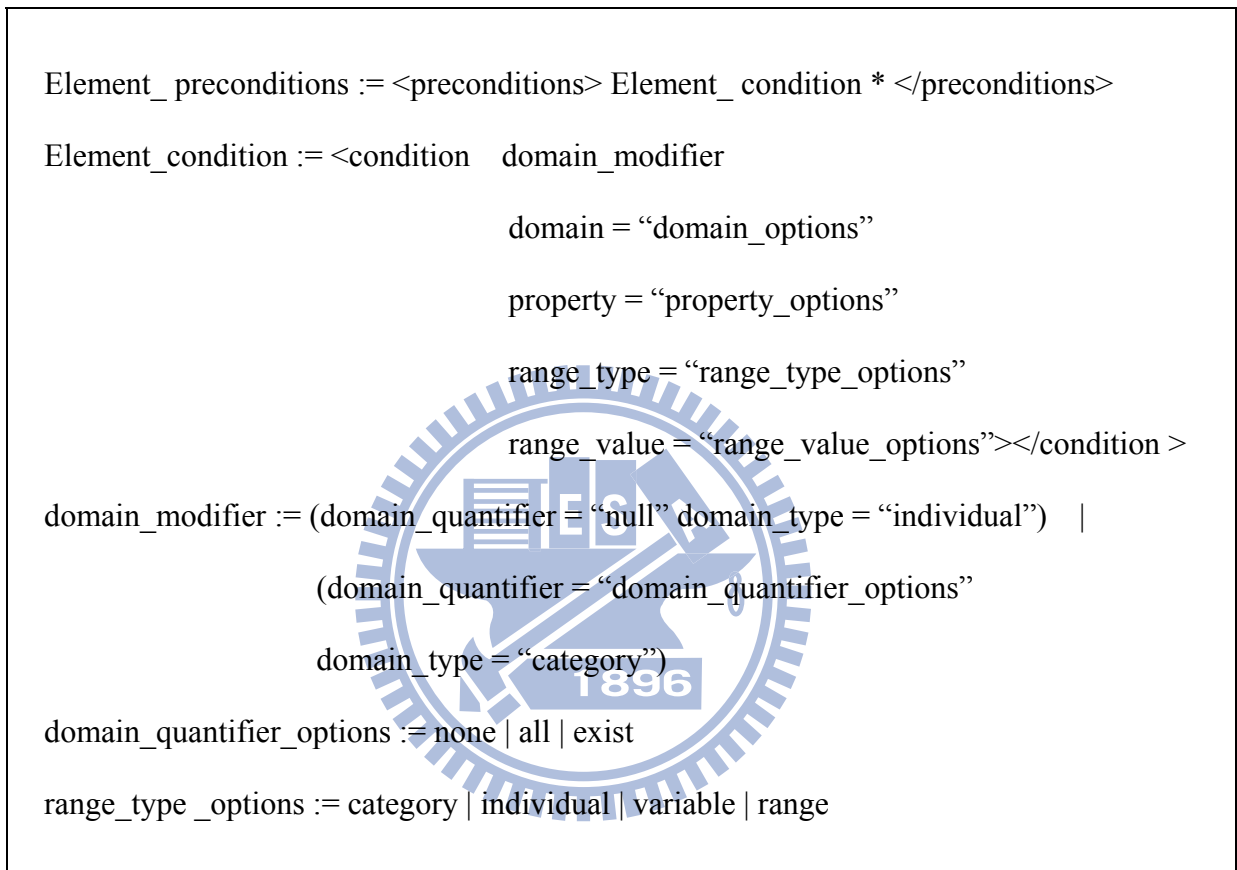 Element_ preconditions := <preconditions> Element_ condition * </preconditions>
Element_condition := <condition domain_modifier
domain = “domain_options”
property = “property_options”
range_type = “range_type_options”
range_value = “range_value_options”></condition >
domain_modifier := (domain_quantifier = “null” domain_type = “individual”) |
(domain_quantifier = “domain_quantifier_options”
domain_type = “category”)
domain_quantifier_options := none | all | exist
range_type _options := category | individual | variable | range
E S
1896